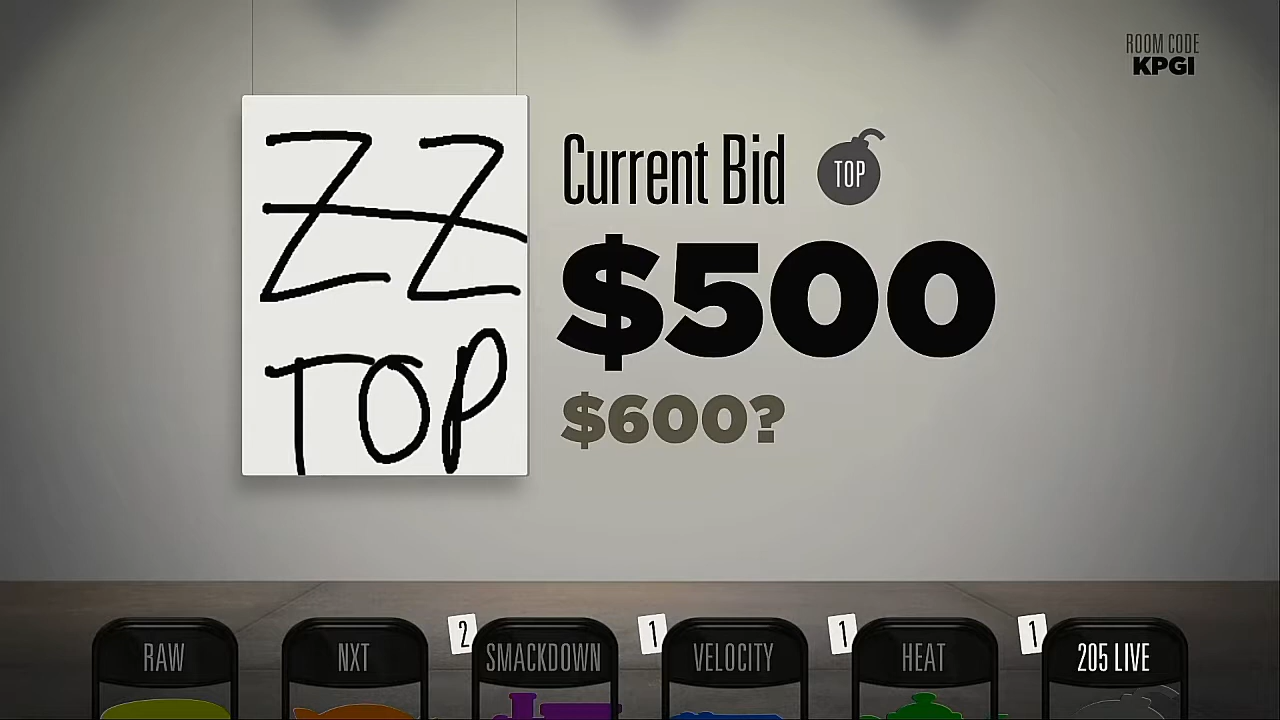 ROOM CODE
KPGI
ZZ
TOP
Current Bid
TOP
$500
$600?
RAW
NXT
2
SMACKDOWN
1
VELOCITY
1
HEAT
1
205 LIVE